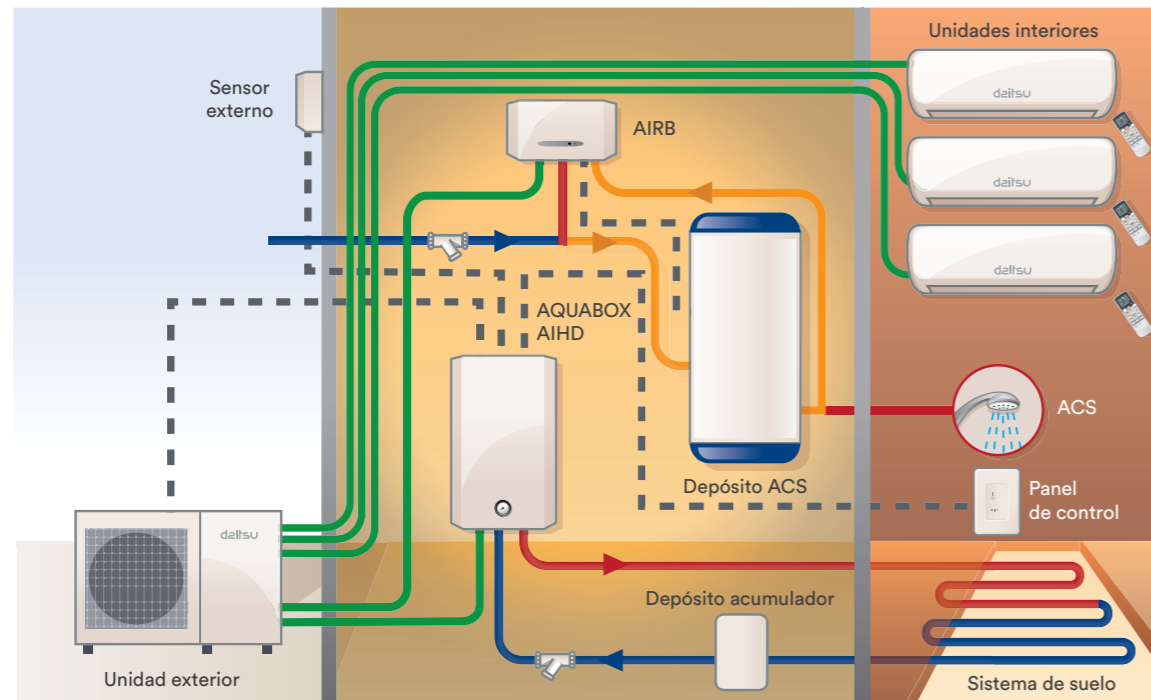 Unidades interiores
daitsu
Sensor
externo
AIRB
daitsu
daitsu
AQUABOX
AIHD
ACS
Depósito ACS
Panel
de control
daitsu
Depósito acumulador
Unidad exterior
Sistema de suelo